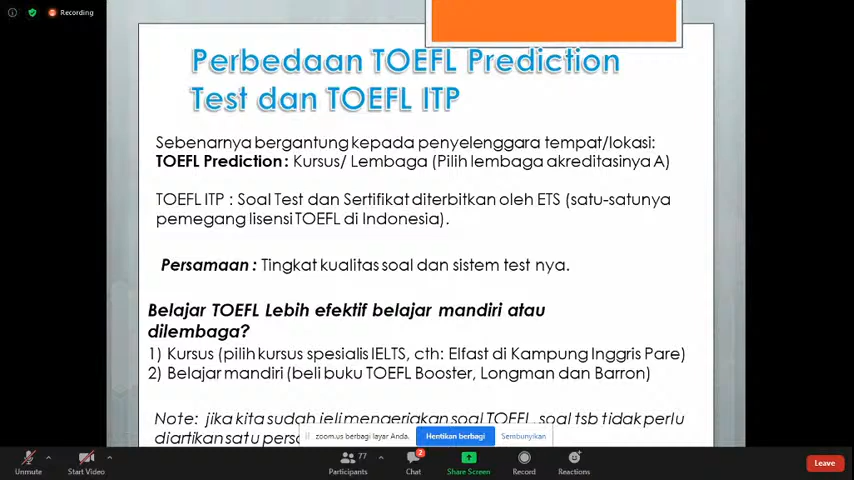 Recording
Perbedaan TOEFL Prediction
Test dan TOEFL ITP
Sebenarnya bergantung kepada penyelenggara tempat/lokasi:
TOEFL Prediction : Kursus/ Lembaga (Pilih lembaga akreditasinya A)
TOEFL ITP : Soal Test dan Sertifikat diterbitkan oleh ETS (satu-satunya
pemegang lisensi TOEFL di Indonesia).
Persamaan : Tingkat kualitas soal dan sistem test nya.
Belajar TOEFL Lebih efektif belajar mandiri atau
dilembaga?
1) Kursus (pilih kursus spesialis IELTS, cth: Elfast di Kampung Inggris Pare)
2) Belajar mandiri (beli buku TOEFL Booster, Longman dan Barron)
Note: jika kita sudah jeli mengerjakan soal TOEFL, soal tsb tidak perlu
diartikan satu
zoom.us berbagi layar Anda. Hentikan berbagi Sembunyikan
77 2
Unmute Start Video Participants Chat Share Screen Record Reactions Leave